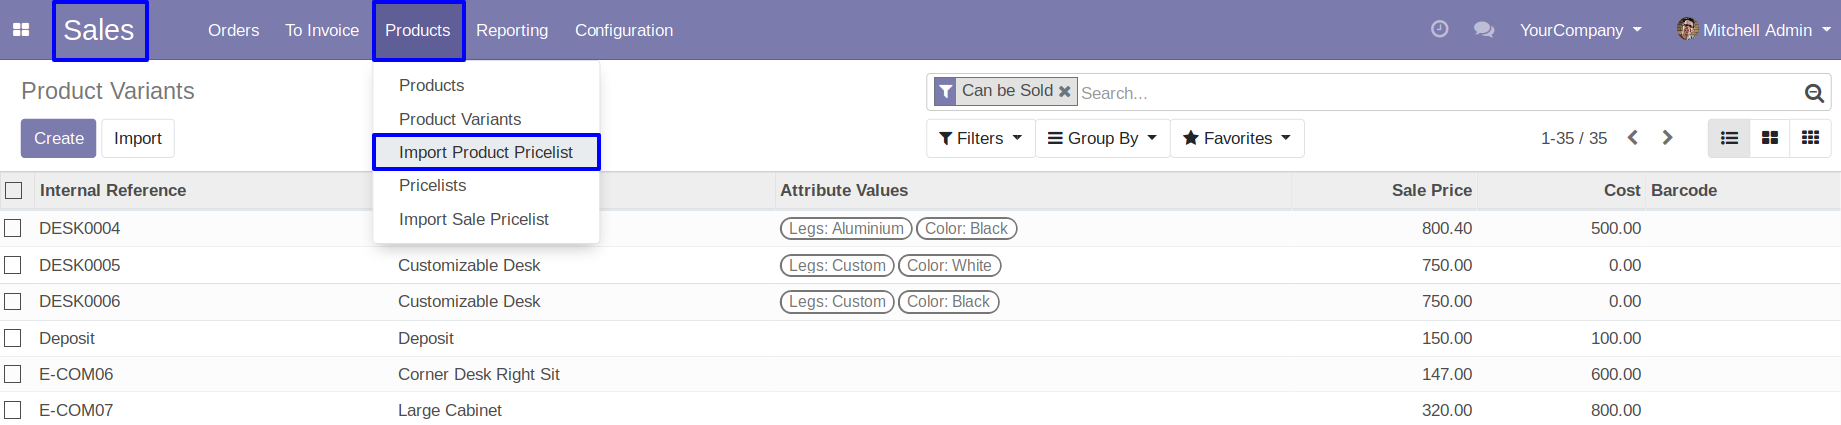 Sales Orders To Invoice Products Reporting Configuration YourCompany Mitchell Admin
Products
Product Variants
Import Product Pricelist
Pricelists
Import Sale Pricelist
Product Variants
Can be Sold Search...
Create Import
Filters Group By Favorites 1-35 / 35
Internal Reference Attribute Values Sale Price Cost Barcode
DESK0004 Legs: Aluminium Color: Black 800.40 500.00
DESK0005 Customizable Desk Legs: Custom Color: White 750.00 0.00
DESK0006 Customizable Desk Legs: Custom Color: Black 750.00 0.00
Deposit Deposit 150.00 100.00
E-COM06 Corner Desk Right Sit 147.00 600.00
E-COM07 Large Cabinet 320.00 800.00